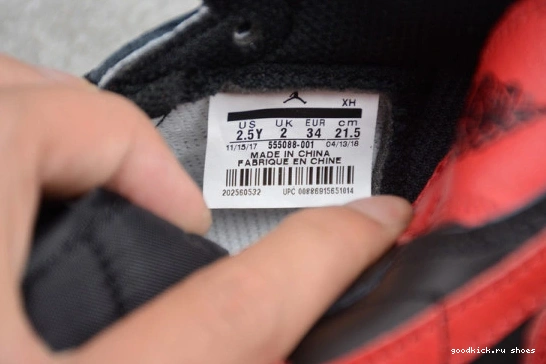 XH
US UK EUR cm
2.5Y 2 34 21.5
11/15/17 555088-001 04/13/18
MADE IN CHINA
FABRIQUE EN CHINE
202560532 UPC 00886915651014
goodkick.ru shoes